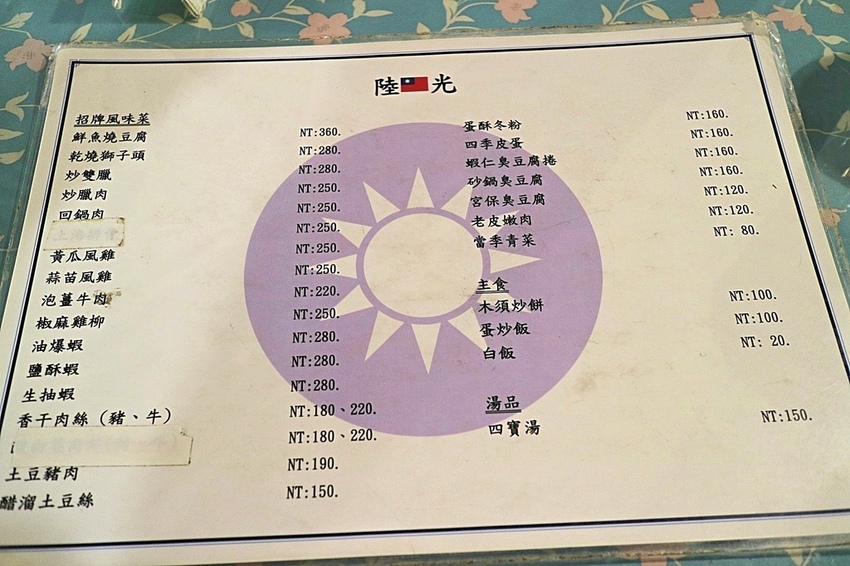 陸光
招牌風味菜
鮮魚燒豆腐 NT:360.
乾燒獅子頭 NT:280.
炒雙臘 NT:280.
炒臘肉 NT:250.
回鍋肉 NT:250.
NT:250.
黃瓜風雞 NT:250.
蒜苗風雞 NT:250.
泡薑牛肉 NT:220.
椒麻雞柳 NT:250.
油爆蝦 NT:280.
鹽酥蝦 NT:280.
生抽蝦 NT:280.
香干肉絲（豬、牛） NT:180、220.
NT:180、220.
土豆豬肉 NT:190.
醋溜土豆絲 NT:150.
蛋酥冬粉 NT:160.
四季皮蛋 NT:160.
蝦仁臭豆腐捲 NT:160.
砂鍋臭豆腐 NT:160.
宮保臭豆腐 NT:120.
老皮嫩肉 NT:120.
當季青菜 NT: 80.
主食
木須炒餅 NT:100.
蛋炒飯 NT:100.
白飯 NT: 20.
湯品
四寶湯 NT:150.